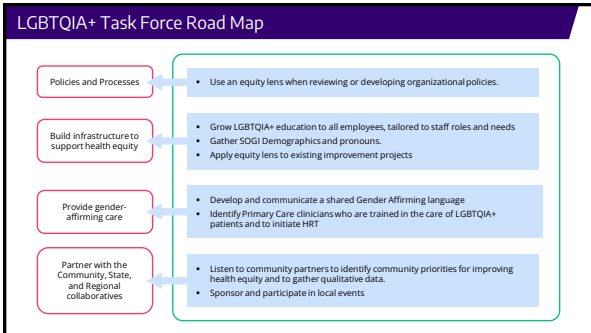 LGBTQIA+ Task Force Road Map
Policies and Processes
▪ Use an equity lens when reviewing or developing organizational policies.
Build infrastructure to
support health equity
▪ Grow LGBTQIA+ education to all employees, tailored to staff roles and needs
▪ Gather SOGI Demographics and pronouns.
▪ Apply equity lens to existing improvement projects
Provide gender-
affirming care
▪ Develop and communicate a shared Gender Affirming language
▪ Identify Primary Care clinicians who are trained in the care of LGBTQIA+
patients and to initiate HRT
Partner with the
Community, State,
and Regional
collaboratives
▪ Listen to community partners to identify community priorities for improving
health equity and to gather qualitative data.
▪ Sponsor and participate in local events